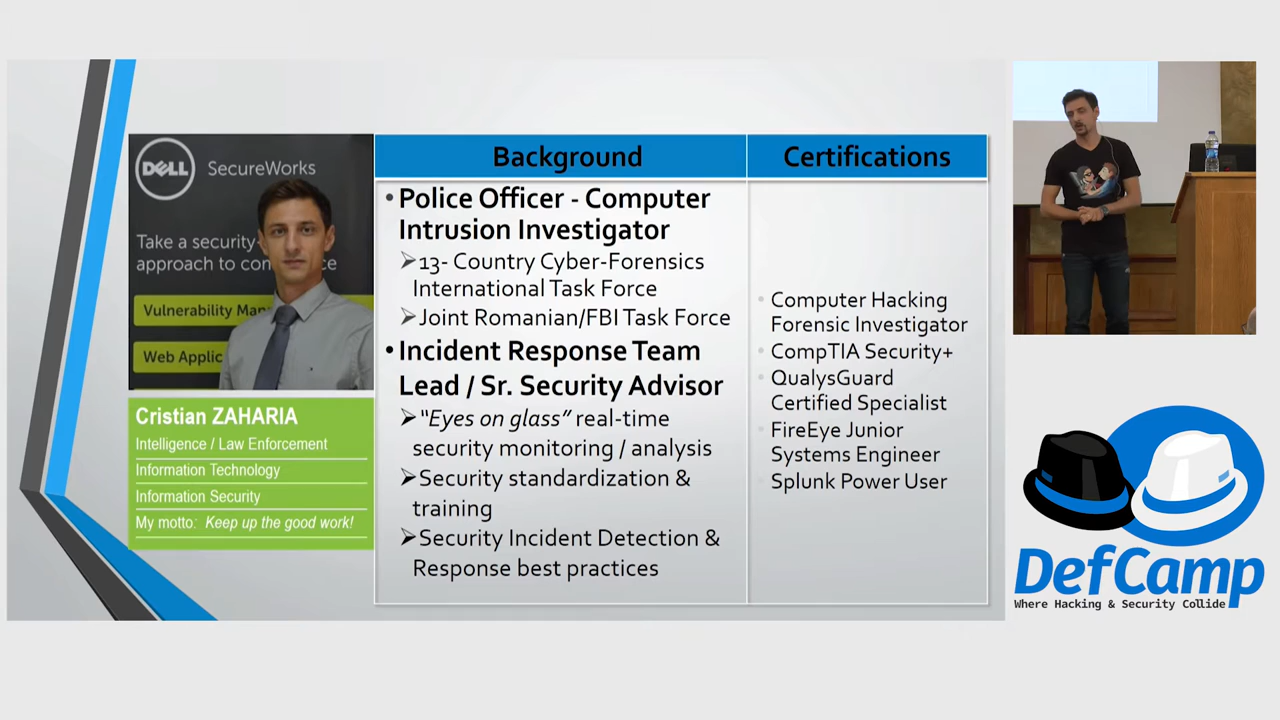 DELL SecureWorks
Take a security-
approach to com
ce
Vulnerability Man
Web Applic
Cristian ZAHARIA
Intelligence / Law Enforcement
Information Technology
Information Security
My motto: Keep up the good work!
Background
• Police Officer - Computer
Intrusion Investigator
➢13- Country Cyber-Forensics
International Task Force
➢Joint Romanian/FBI Task Force
• Incident Response Team
Lead / Sr. Security Advisor
➢"Eyes on glass" real-time
security monitoring / analysis
➢Security standardization &
training
➢Security Incident Detection &
Response best practices
Certifications
• Computer Hacking
Forensic Investigator
• CompTIA Security+
• QualysGuard
Certified Specialist
• FireEye Junior
Systems Engineer
• Splunk Power User
DefCamp
Where Hacking & Security Collide